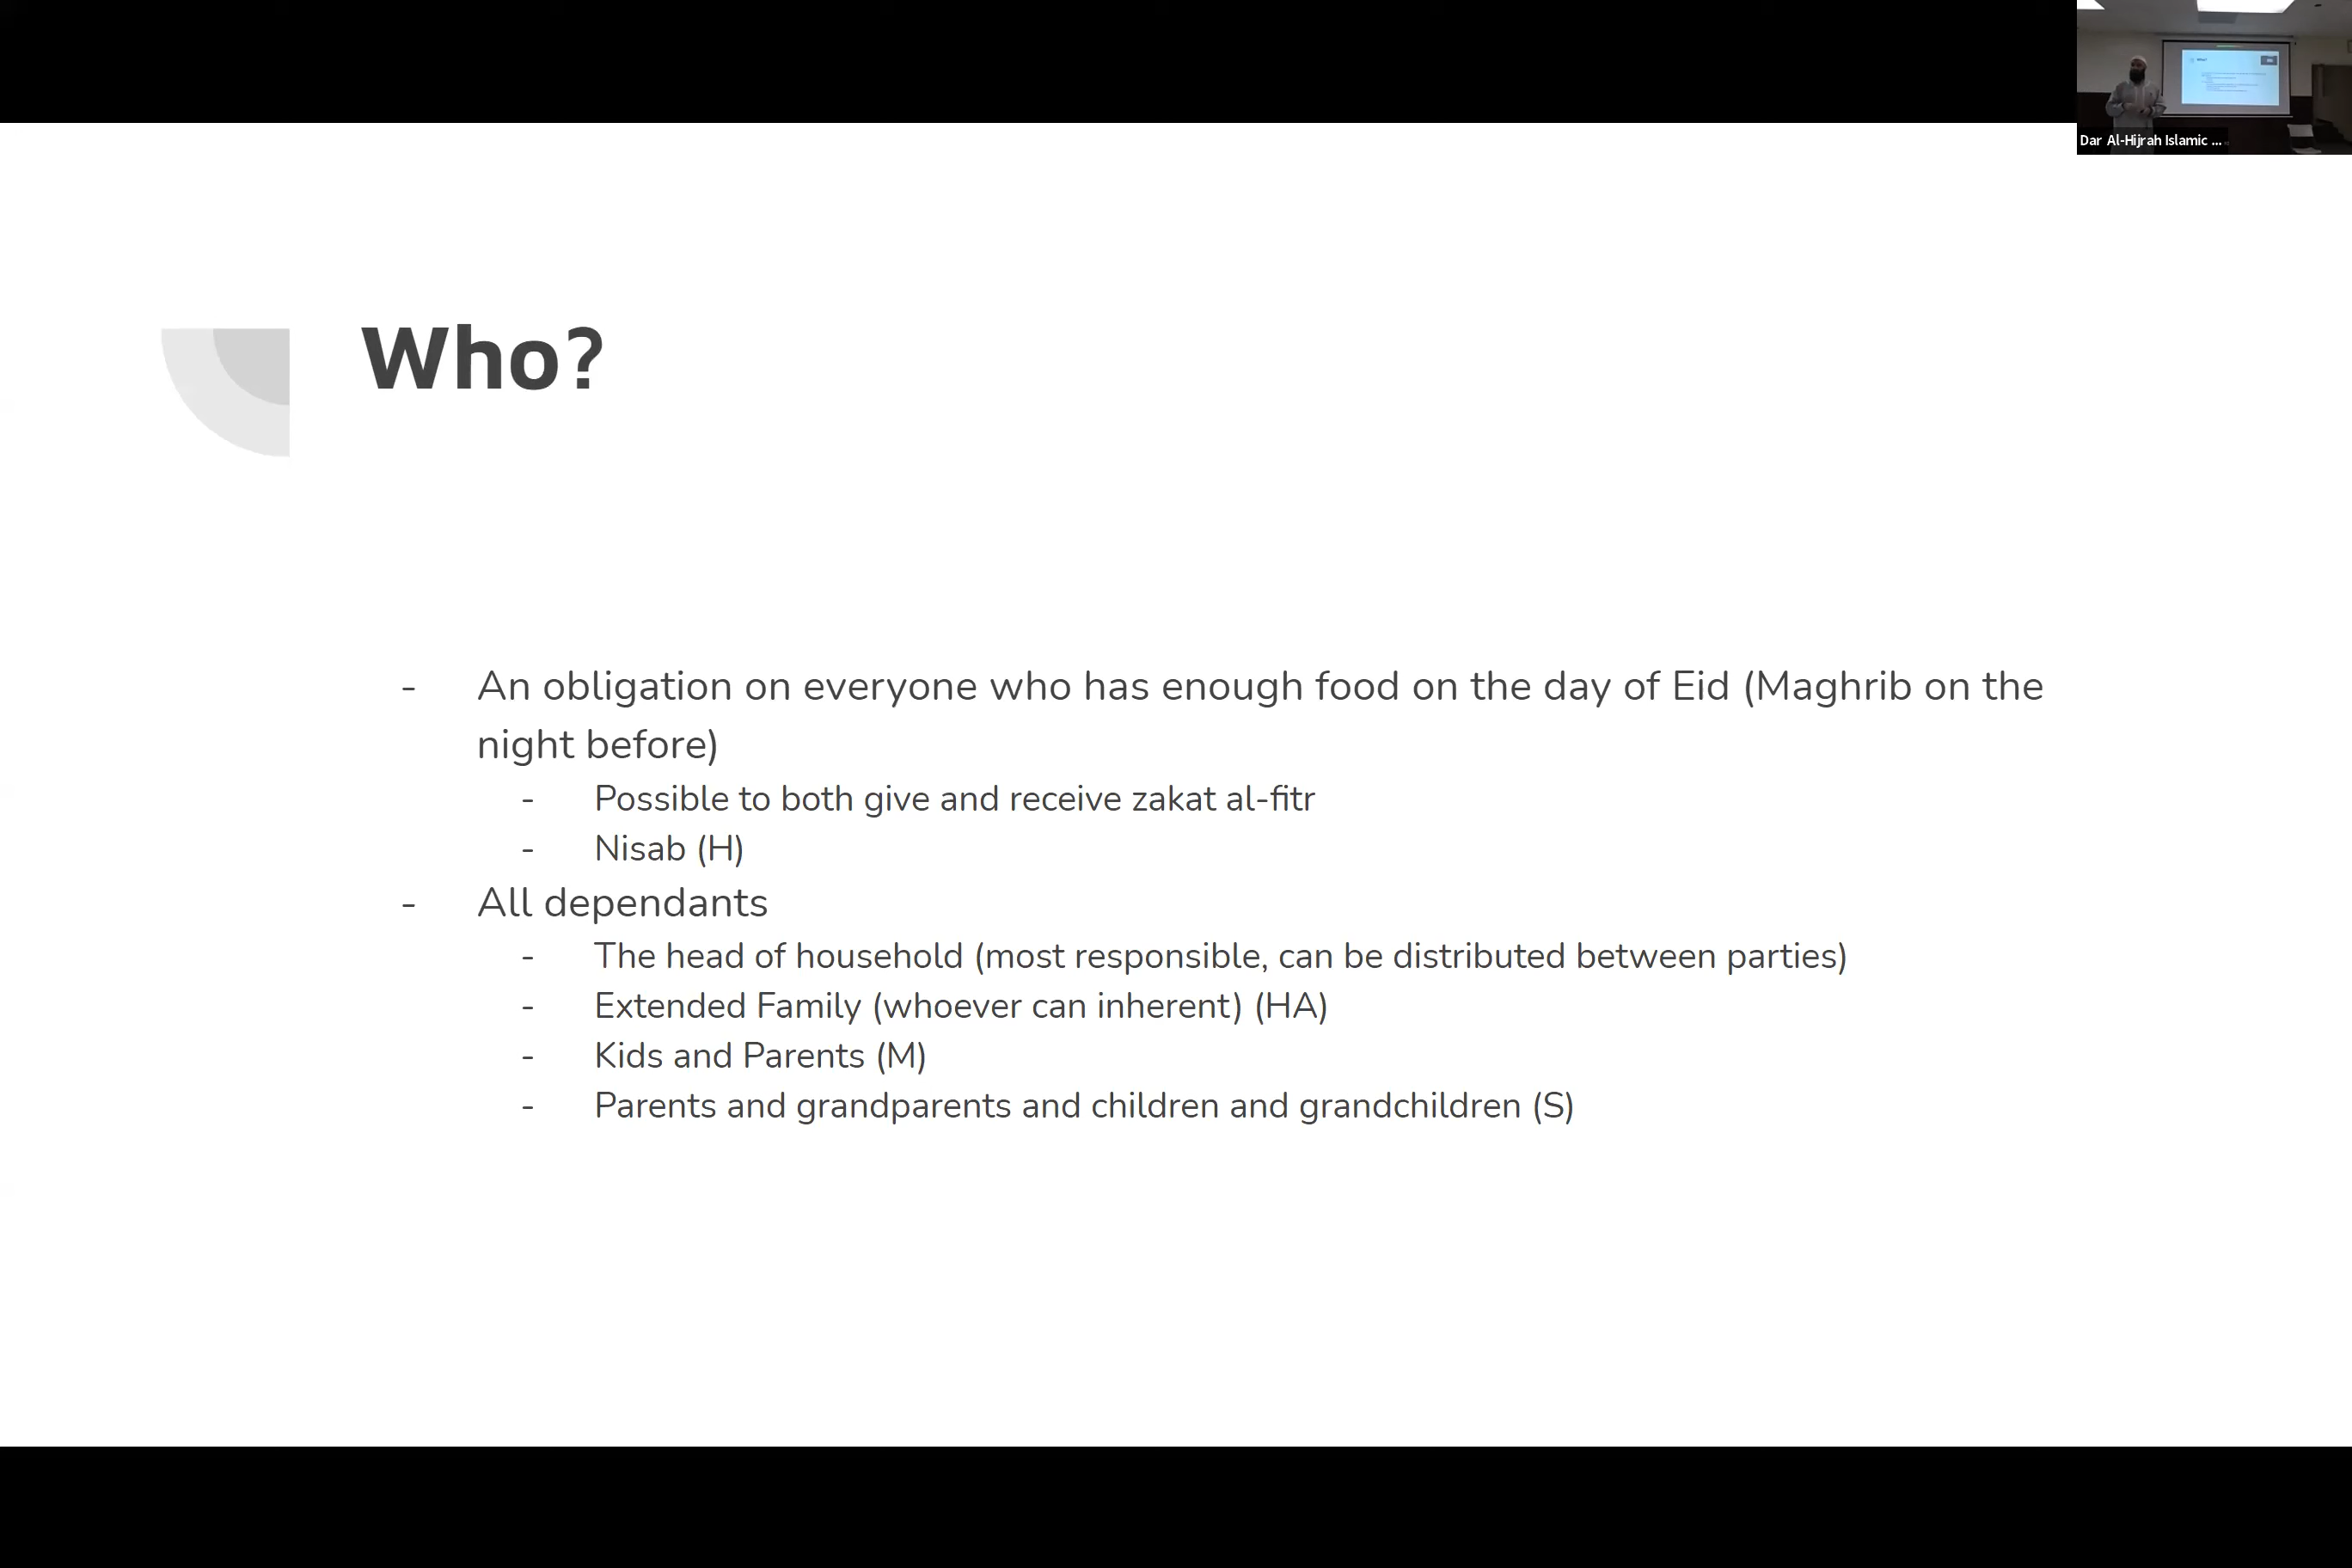 Dar Al-Hijrah Islamic ...
Who?
- An obligation on everyone who has enough food on the day of Eid (Maghrib on the
night before)
- Possible to both give and receive zakat al-fitr
- Nisab (H)
- All dependants
- The head of household (most responsible, can be distributed between parties)
- Extended Family (whoever can inherent) (HA)
- Kids and Parents (M)
- Parents and grandparents and children and grandchildren (S)